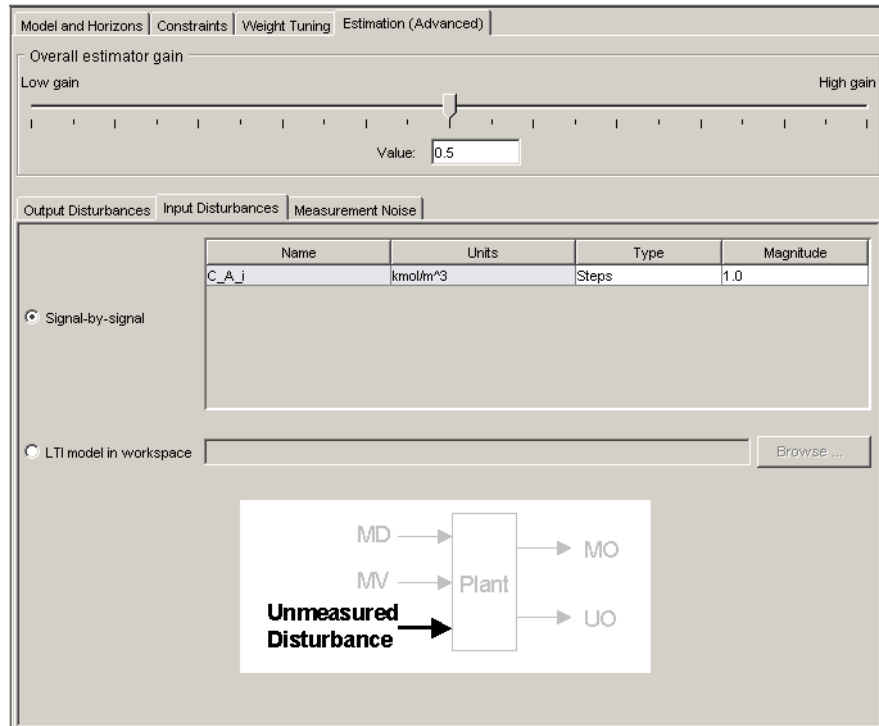 Model and Horizons Constraints Weight Tuning Estimation (Advanced)
Overall estimator gain
Low gain High gain
Value: 0.5
Output Disturbances Input Disturbances Measurement Noise
Name Units Type Magnitude
C_A_i kmol/m^3 Steps 1.0
Signal-by-signal
LTI model in workspace Browse ...
MD
MO
MV
Plant
Unmeasured
Disturbance
UO